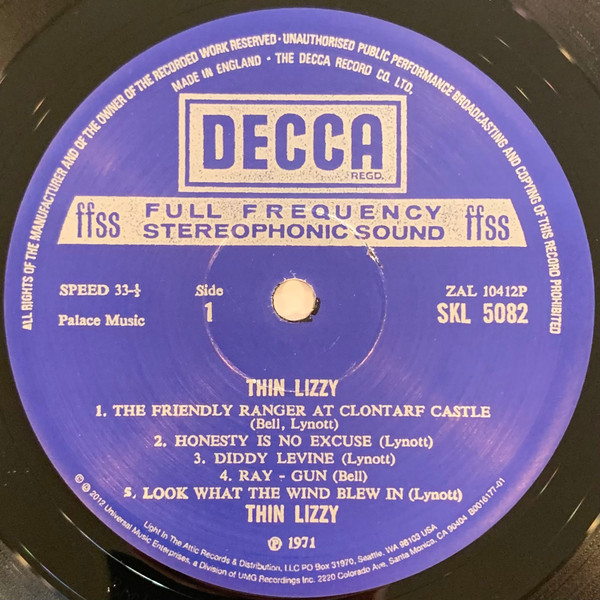 ALL RIGHTS OF THE MANUFACTURER AND OF THE OWNER OF THE RECORDED WORK RESERVED · UNAUTHORISED PUBLIC PERFORMANCE BROADCASTING AND COPYING OF THIS RECORD PROHIBITED
MADE IN ENGLAND · THE DECCA RECORD CO. LTD.
DECCA
REGD.
ffss FULL FREQUENCY STEREOPHONIC SOUND ffss
SPEED 33-⅓ Side 1 ZAL 10412P
Palace Music SKL 5082
THIN LIZZY
1. THE FRIENDLY RANGER AT CLONTARF CASTLE
(Bell, Lynott)
2. HONESTY IS NO EXCUSE (Lynott)
3. DIDDY LEVINE (Lynott)
4. RAY - GUN (Bell)
5. LOOK WHAT THE WIND BLEW IN (Lynott)
THIN LIZZY
℗ 1971
℗ © 2012 Universal Music Enterprises, a Division of UMG Recordings Inc. 2220 Colorado Ave. Santa Monica, CA 90404 B0016177-01
Light In The Attic Records & Distribution, LLC PO Box 31970, Seattle, WA 98103 USA